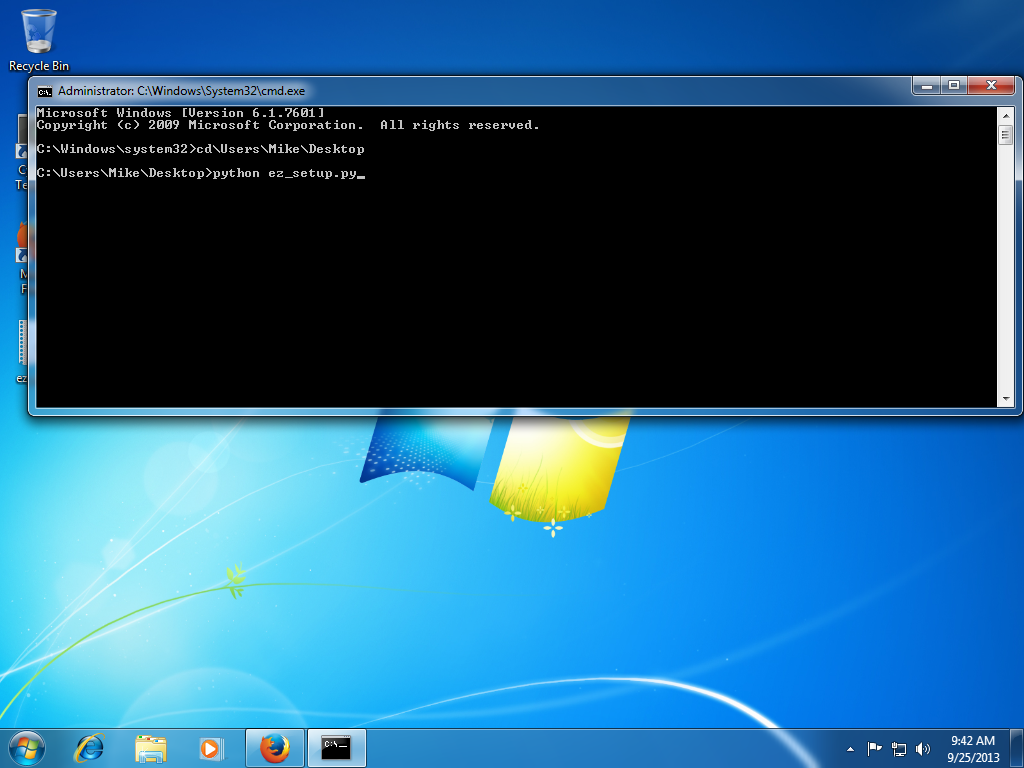 Recycle Bin
Administrator: C:\Windows\System32\cmd.exe
Microsoft Windows [Version 6.1.7601]
Copyright (c) 2009 Microsoft Corporation.  All rights reserved.
C:\Windows\system32>cd\Users\Mike\Desktop
C:\Users\Mike\Desktop>python ez_setup.py_
C
Te
M
F
ez
C:\_
9:42 AM
9/25/2013